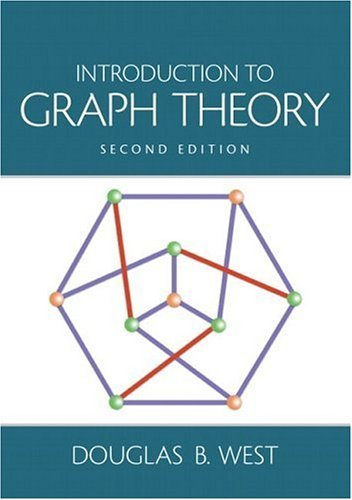 INTRODUCTION TO
GRAPH THEORY
SECOND EDITION
DOUGLAS B. WEST